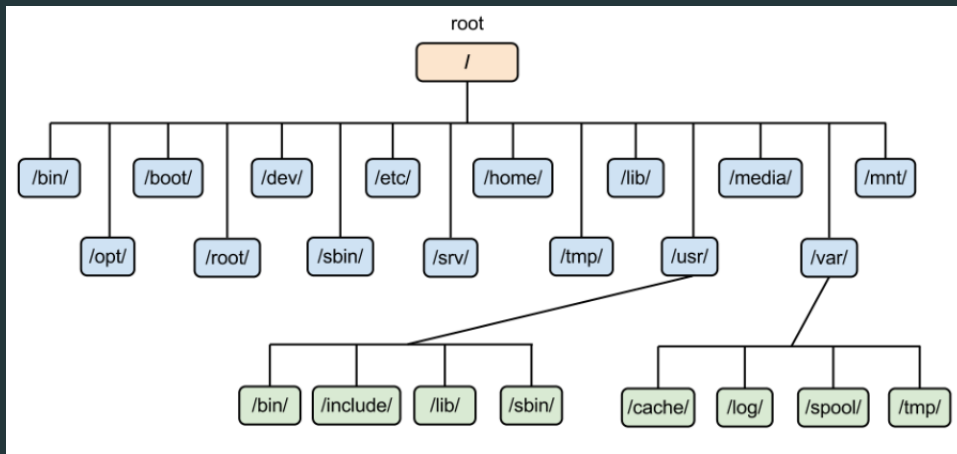 root
/
/bin/ /boot/ /dev/ /etc/ /home/ /lib/ /media/ /mnt/
/opt/ /root/ /sbin/ /srv/ /tmp/ /usr/ /var/
/bin/ /include/ /lib/ /sbin/ /cache/ /log/ /spool/ /tmp/